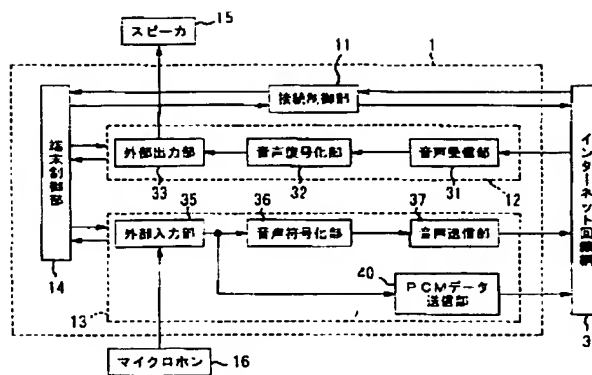 15
スピーカ
11
1
接続制御部
外部出力部
音声復号化部
音声受信部
33
32
31
12
端末制御部
14
インターネット回線網
3
35
36
37
外部入力部
音声符号化部
音声送信部
40
PCMデータ
送信部
13
マイクロホン
16